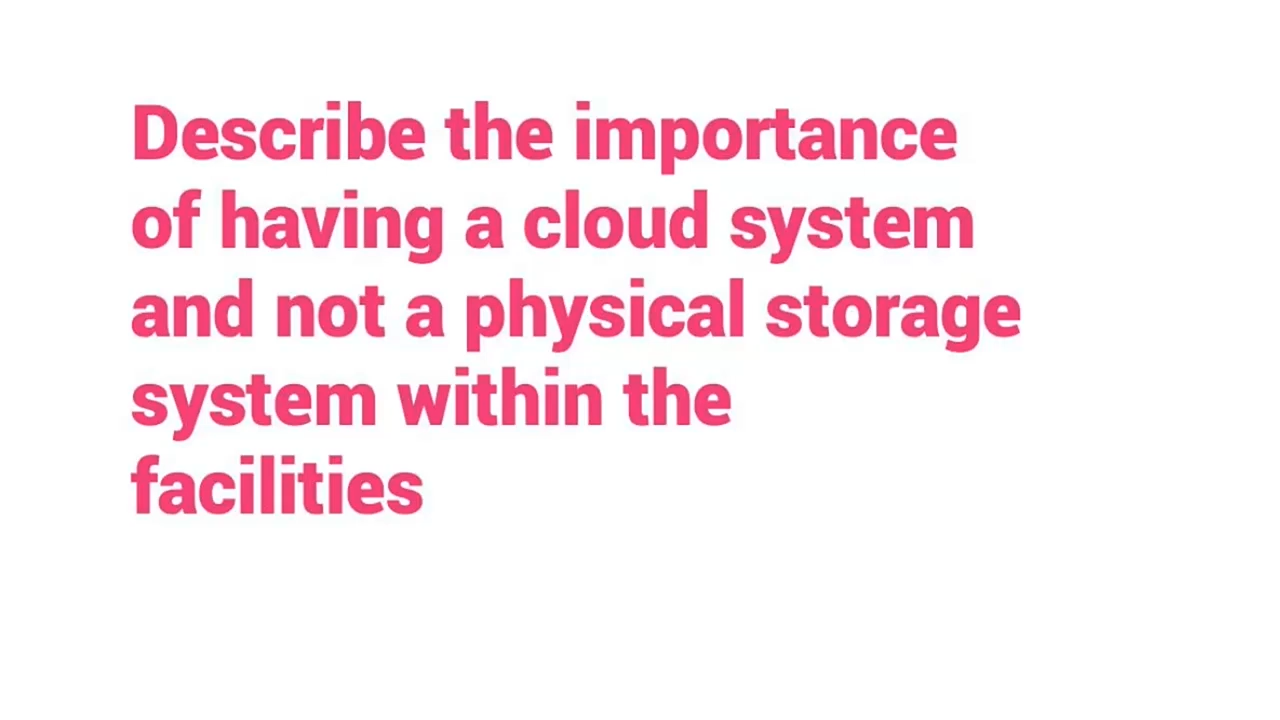 Describe the importance
of having a cloud system
and not a physical storage
system within the
facilities